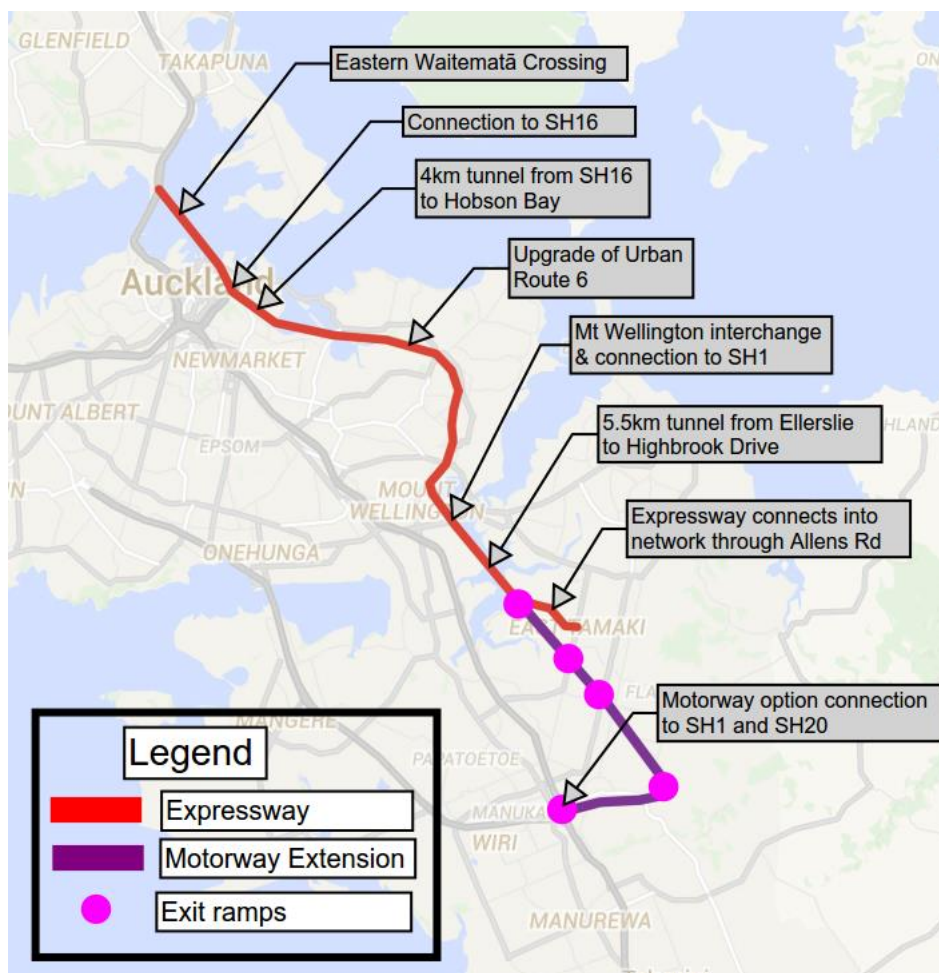 GLENFIELD
TAKAPUNA
Eastern Waitematā Crossing
Connection to SH16
4km tunnel from SH16
to Hobson Bay
Auckland
Upgrade of Urban
Route 6
NEWMARKET
Mt Wellington interchange
& connection to SH1
OUNT ALBERT
EPSOM
5.5km tunnel from Ellerslie
to Highbrook Drive
HLAND
MOUNT
WELLINGTON
ONEHUNGA
Expressway connects into
network through Allens Rd
EAST TAMAKI
FLA
Motorway option connection
to SH1 and SH20
MANGERE
PAPATOETOE
MANUKA
WIRI
MANUREWA
Legend
Expressway
Motorway Extension
Exit ramps